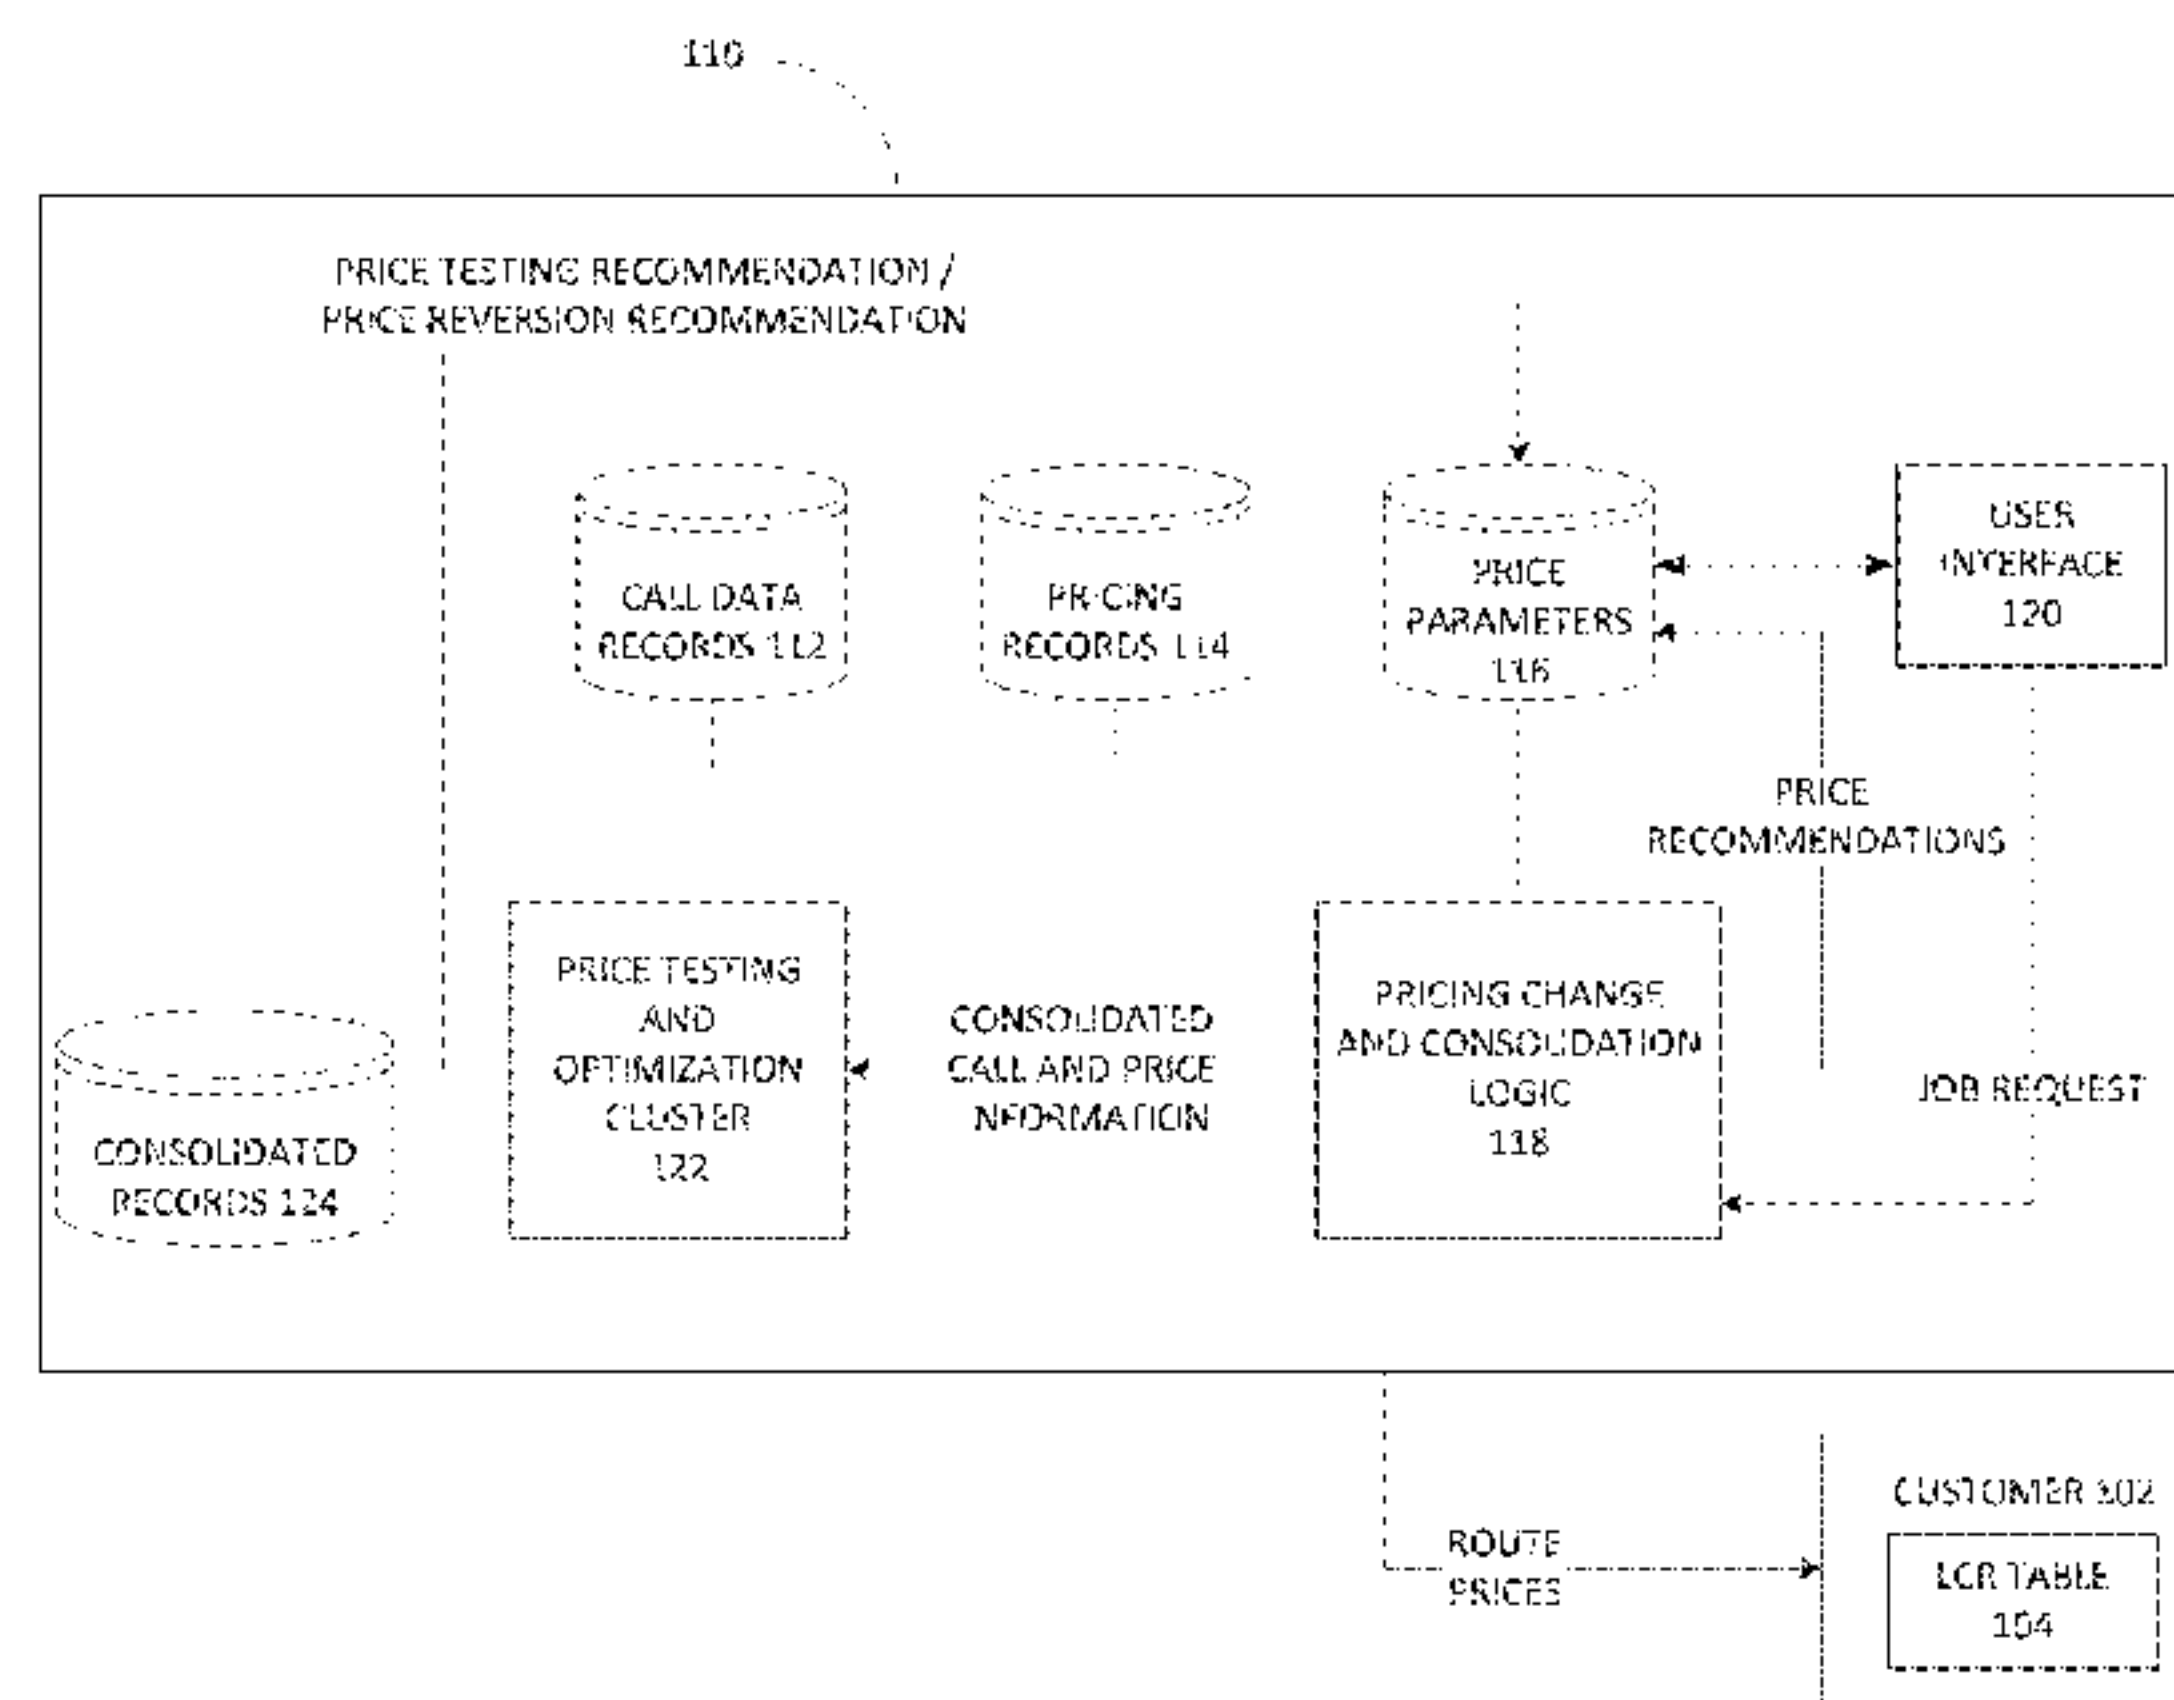 110
PRICE TESTING RECOMMENDATION /
PRICE REVERSION RECOMMENDATION
CALL DATA
RECORDS 112
PRICING
RECORDS 114
PRICE
PARAMETERS
116
USER
INTERFACE
120
PRICE
RECOMMENDATIONS
PRICE TESTING
AND
OPTIMIZATION
CLUSTER
122
CONSOLIDATED
CALL AND PRICE
INFORMATION
PRICING CHANGE
AND CONSOLIDATION
LOGIC
118
JOB REQUEST
CONSOLIDATED
RECORDS 124
ROUTE
PRICES
CUSTOMER 102
LCR TABLE
104